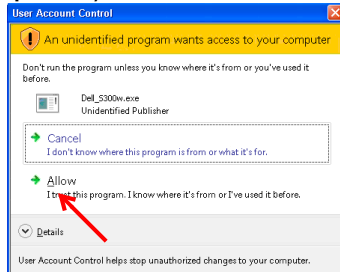 User Account Control
An unidentified program wants access to your computer
Don't run the program unless you know where it's from or you've used it
before.
Dell_S300w.exe
Unidentified Publisher
Cancel
I don't know where this program is from or what it's for.
Allow
I trust this program. I know where it's from or I've used it before.
Details
User Account Control helps stop unauthorized changes to your computer.